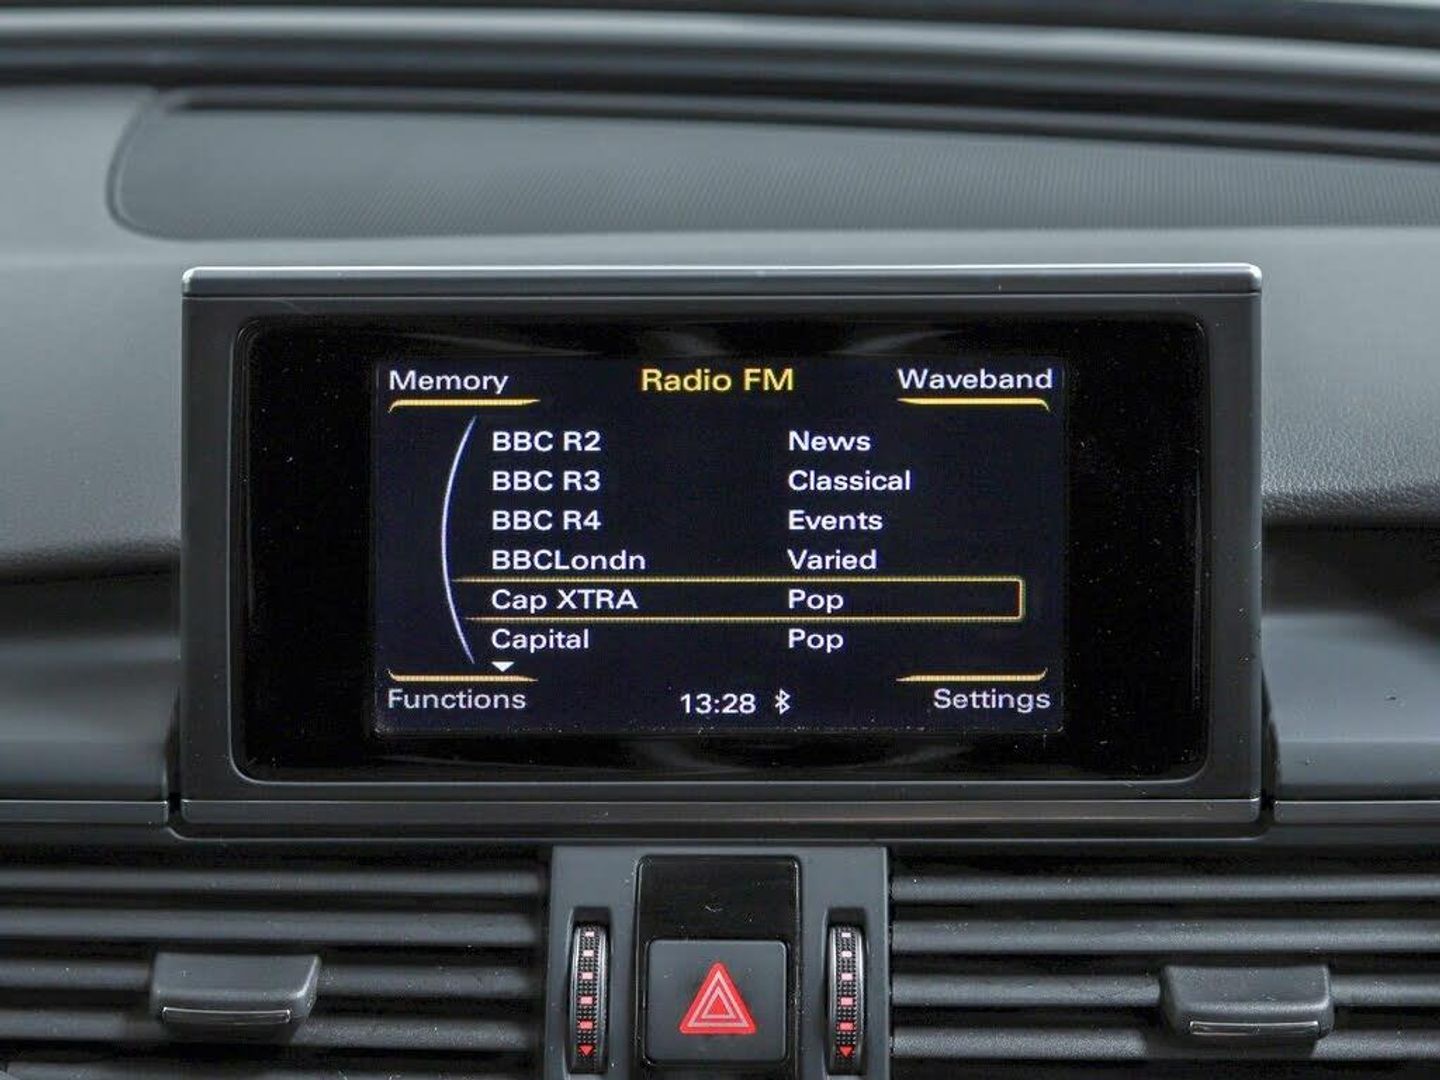 Memory Radio FM Waveband
BBC R2 News
BBC R3 Classical
BBC R4 Events
BBCLondn Varied
Cap XTRA Pop
Capital Pop
Functions 13:28 Settings